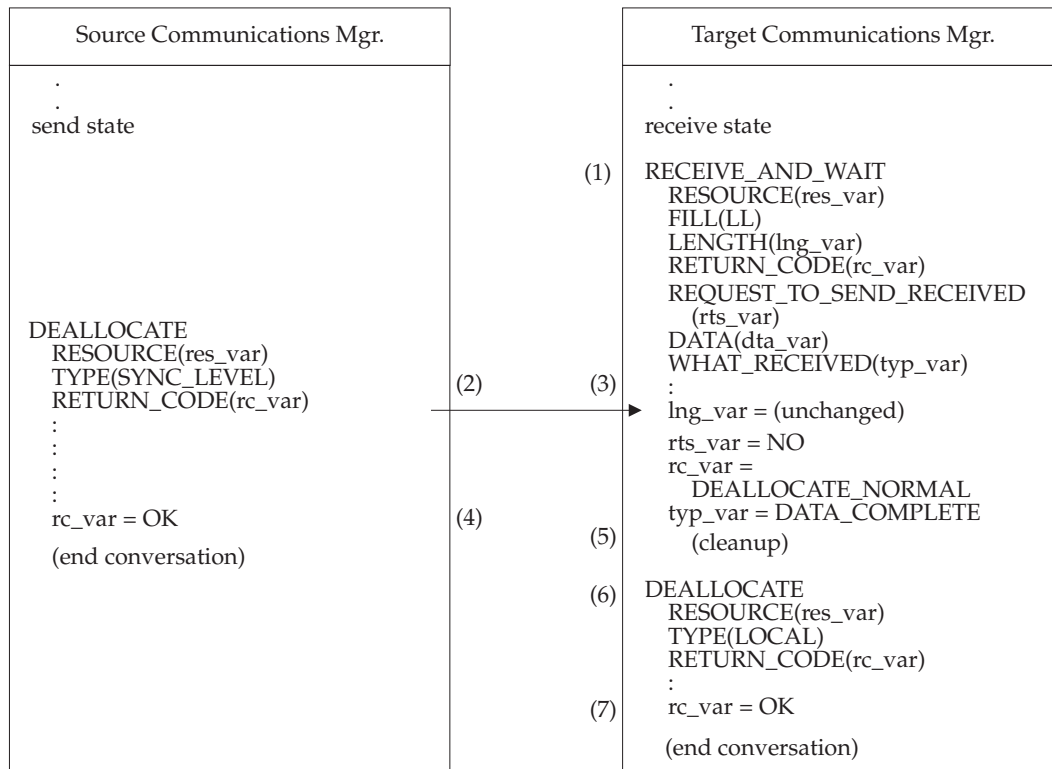 Source Communications Mgr.
.
.
send state
DEALLOCATE
RESOURCE(res_var)
TYPE(SYNC_LEVEL)
(2)
RETURN_CODE(rc_var)
:
:
:
:
rc_var = OK
(4)
(end conversation)
Target Communications Mgr.
.
.
receive state
(1)
RECEIVE_AND_WAIT
RESOURCE(res_var)
FILL(LL)
LENGTH(lng_var)
RETURN_CODE(rc_var)
REQUEST_TO_SEND_RECEIVED
(rts_var)
DATA(dta_var)
WHAT_RECEIVED(typ_var)
(3)
:
lng_var = (unchanged)
rts_var = NO
rc_var =
DEALLOCATE_NORMAL
typ_var = DATA_COMPLETE
(5)
(cleanup)
(6)
DEALLOCATE
RESOURCE(res_var)
TYPE(LOCAL)
RETURN_CODE(rc_var)
:
(7)
rc_var = OK
(end conversation)